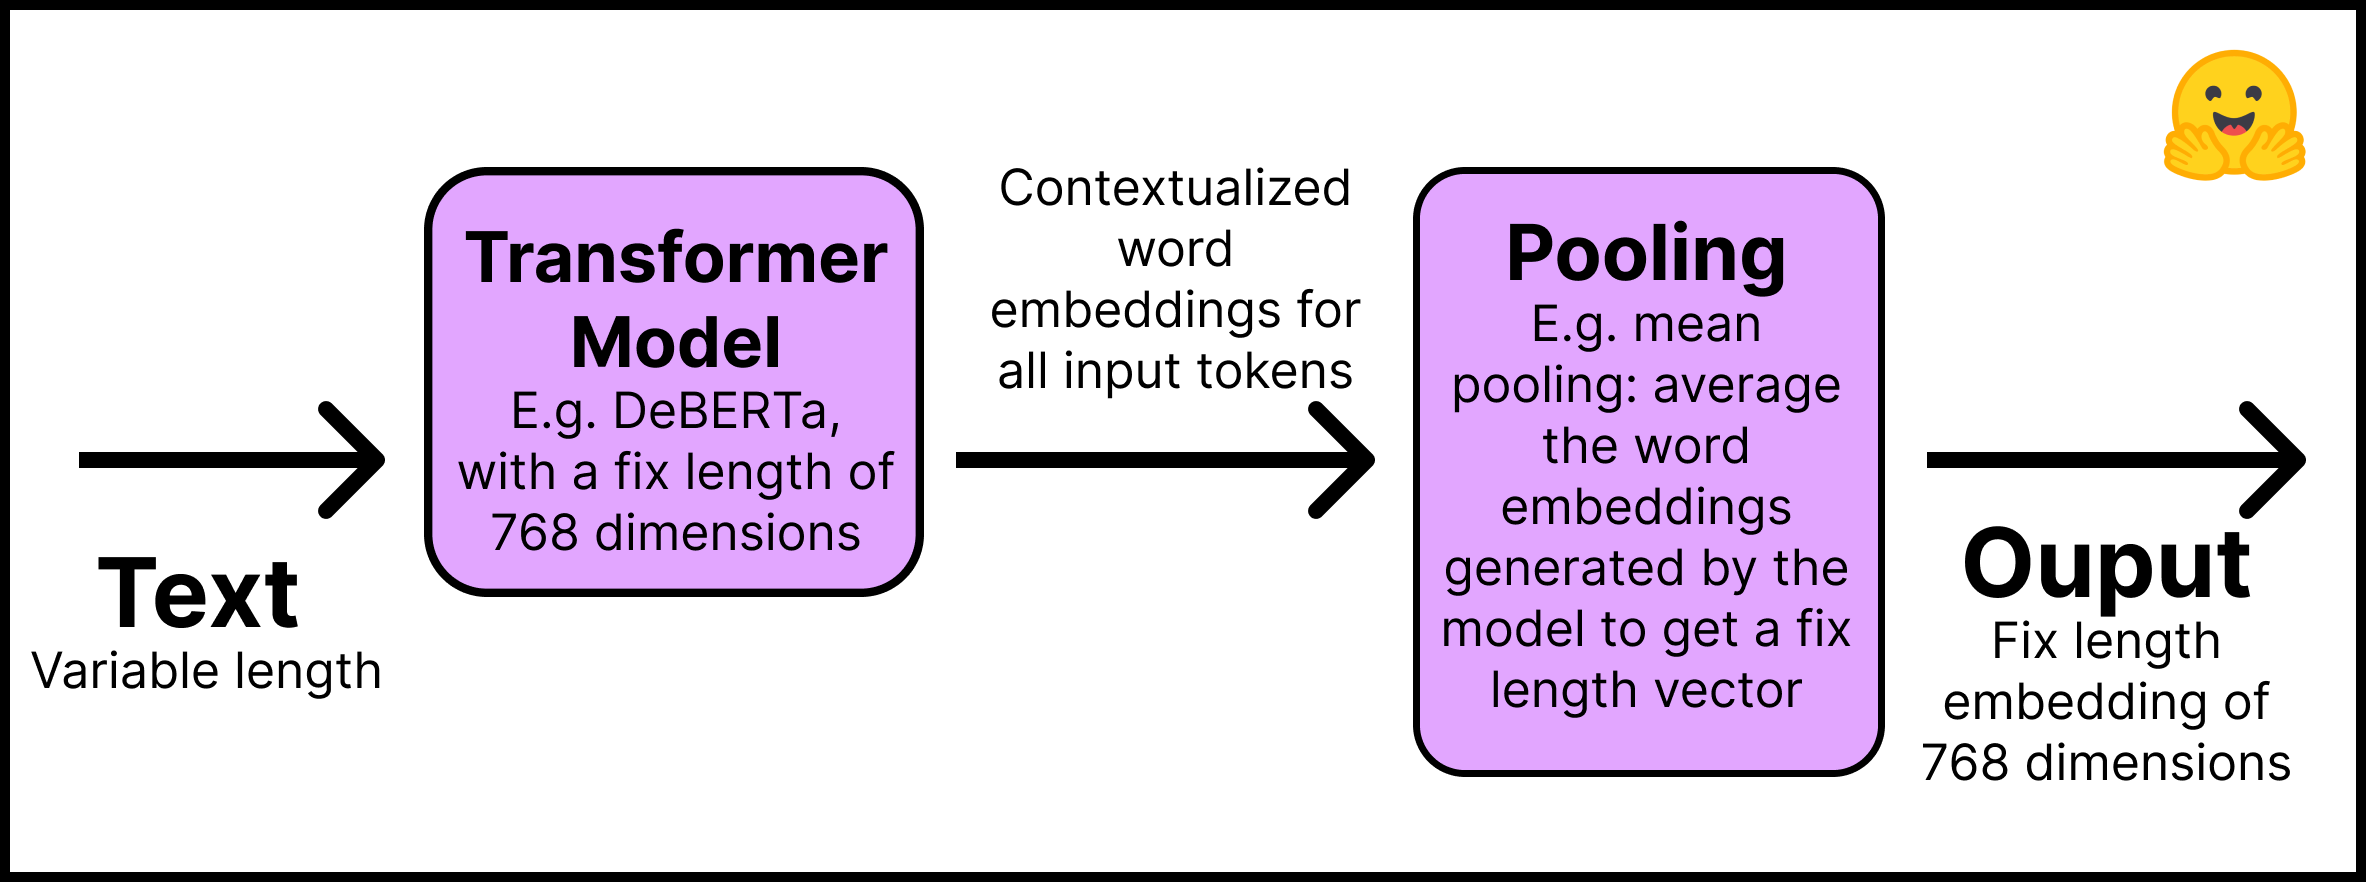 Text
Variable length
Transformer
Model
E.g. DeBERTa,
with a fix length of
768 dimensions
Contextualized
word
embeddings for
all input tokens
Pooling
E.g. mean
pooling: average
the word
embeddings
generated by the
model to get a fix
length vector
Ouput
Fix length
embedding of
768 dimensions